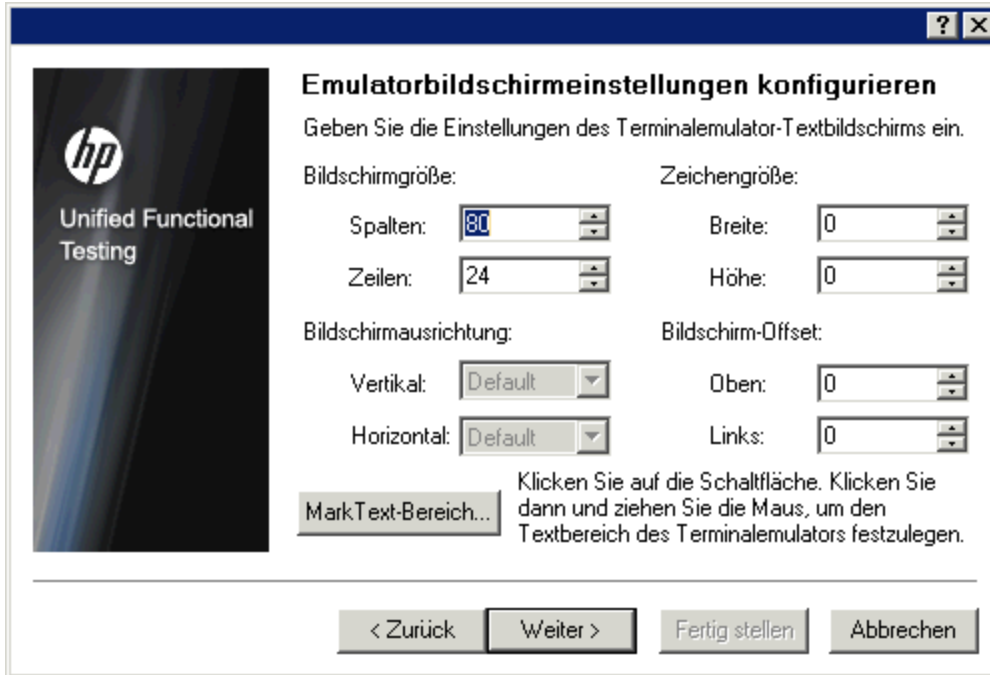 ?
Emulatorbildschirmeinstellungen konfigurieren
hp
Unified Functional
Testing
Geben Sie die Einstellungen des Terminalemulator-Textbildschirms ein.
Bildschirmgröße:
Spalten: 80
Zeilen: 24
Zeichengröße:
Breite: 0
Höhe: 0
Bildschirmausrichtung:
Vertikal: Default
Horizontal: Default
Bildschirm-Offset:
Oben: 0
Links: 0
MarkText-Bereich...
Klicken Sie auf die Schaltfläche. Klicken Sie
dann und ziehen Sie die Maus, um den
Textbereich des Terminalemulators festzulegen.
< Zurück
Weiter >
Fertig stellen
Abbrechen